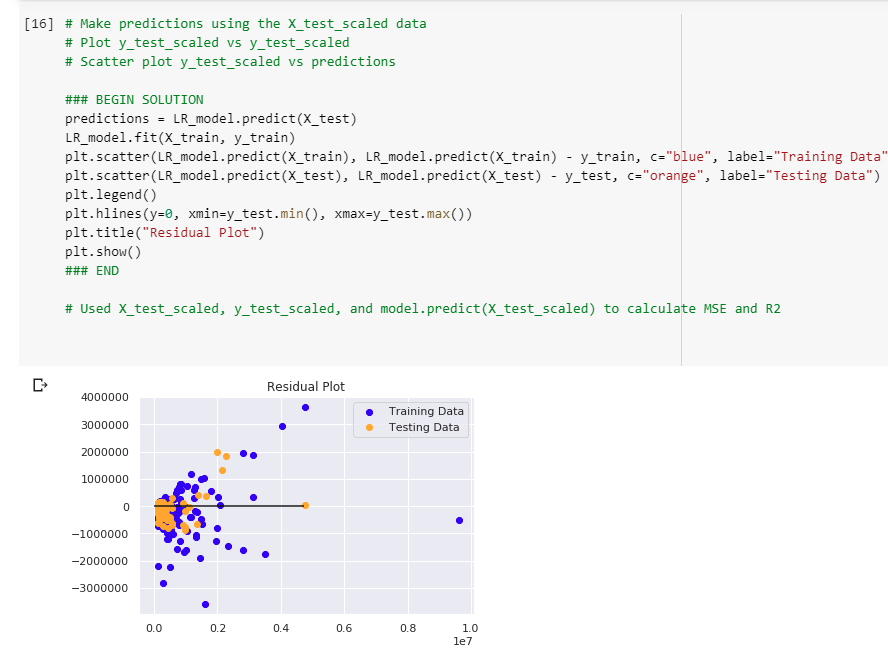 [16] # Make predictions using the X_test_scaled data
# Plot y_test_scaled vs y_test_scaled
# Scatter plot y_test_scaled vs predictions
### BEGIN SOLUTION
predictions = LR_model.predict(X_test)
LR_model.fit(X_train, y_train)
plt.scatter(LR_model.predict(X_train), LR_model.predict(X_train) - y_train, c="blue", label="Training Data"
plt.scatter(LR_model.predict(X_test), LR_model.predict(X_test) - y_test, c="orange", label="Testing Data")
plt.legend()
plt.hlines(y=0, xmin=y_test.min(), xmax=y_test.max())
plt.title("Residual Plot")
plt.show()
### END
# Used X_test_scaled, y_test_scaled, and model.predict(X_test_scaled) to calculate MSE and R2
Residual Plot
4000000
3000000
2000000
1000000
0
−1000000
−2000000
−3000000
Training Data
Testing Data
0.0 0.2 0.4 0.6 0.8 1.0
1e7